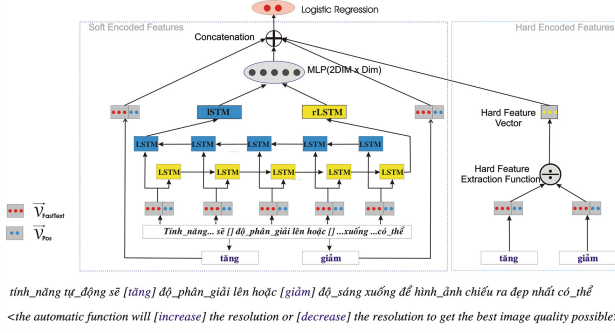 Logistic Regression
Soft Encoded Features
Hard Encoded Features
Concatenation
MLP(2DIM x Dim)
lSTM
rLSTM
Hard Feature
Vector
LSTM LSTM LSTM LSTM LSTM
LSTM LSTM LSTM LSTM LSTM
Hard Feature
Extraction Function
V FastText
V Pos
Tính_năng... sẽ [] độ_phân_giải lên hoặc [] ...xuống ...có_thể
tăng giảm tăng giảm
tính_năng tự_động sẽ [tăng] độ_phân_giải lên hoặc [giảm] độ_sáng xuống để hình_ảnh chiếu ra đẹp nhất có_thể
<the automatic function will [increase] the resolution or [decrease] the resolution to get the best image quality possible>